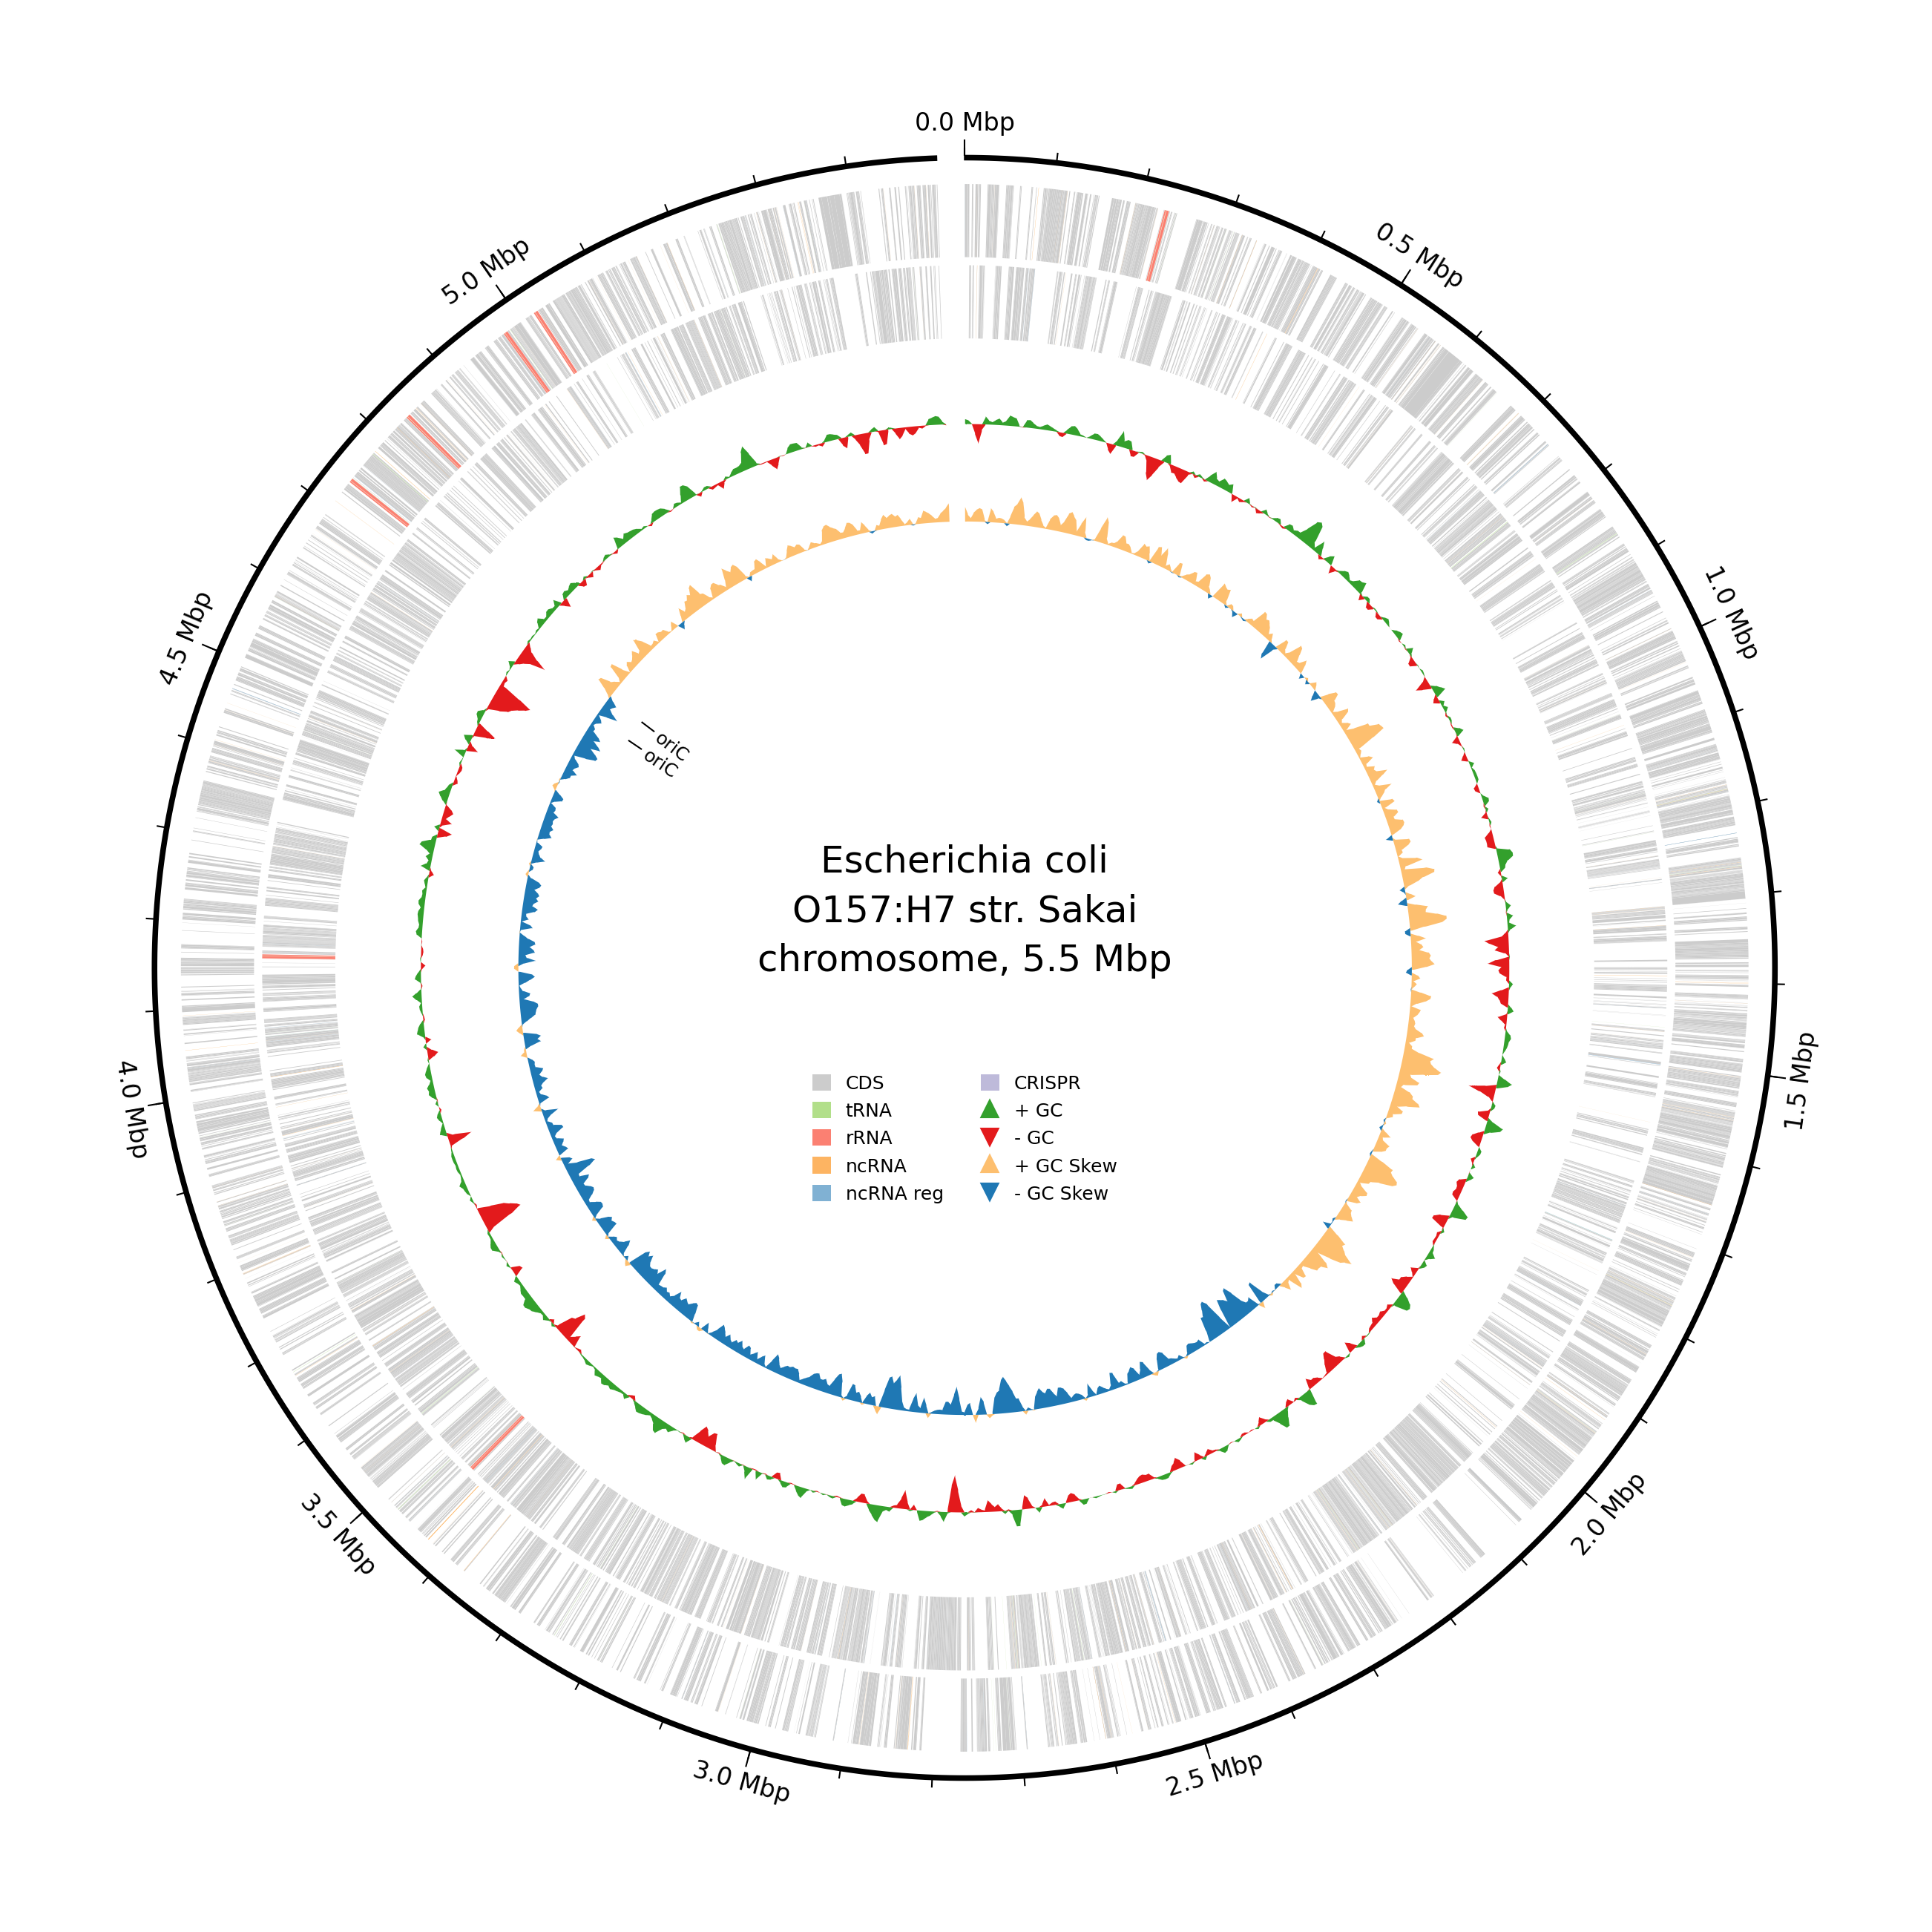 0.0 Mbp
0.5 Mbp
1.0 Mbp
1.5 Mbp
2.0 Mbp
2.5 Mbp
3.0 Mbp
3.5 Mbp
4.0 Mbp
4.5 Mbp
5.0 Mbp
oriC
oriC
Escherichia coli
O157:H7 str. Sakai
chromosome, 5.5 Mbp
CDS
tRNA
rRNA
ncRNA
ncRNA reg
CRISPR
+ GC
- GC
+ GC Skew
- GC Skew